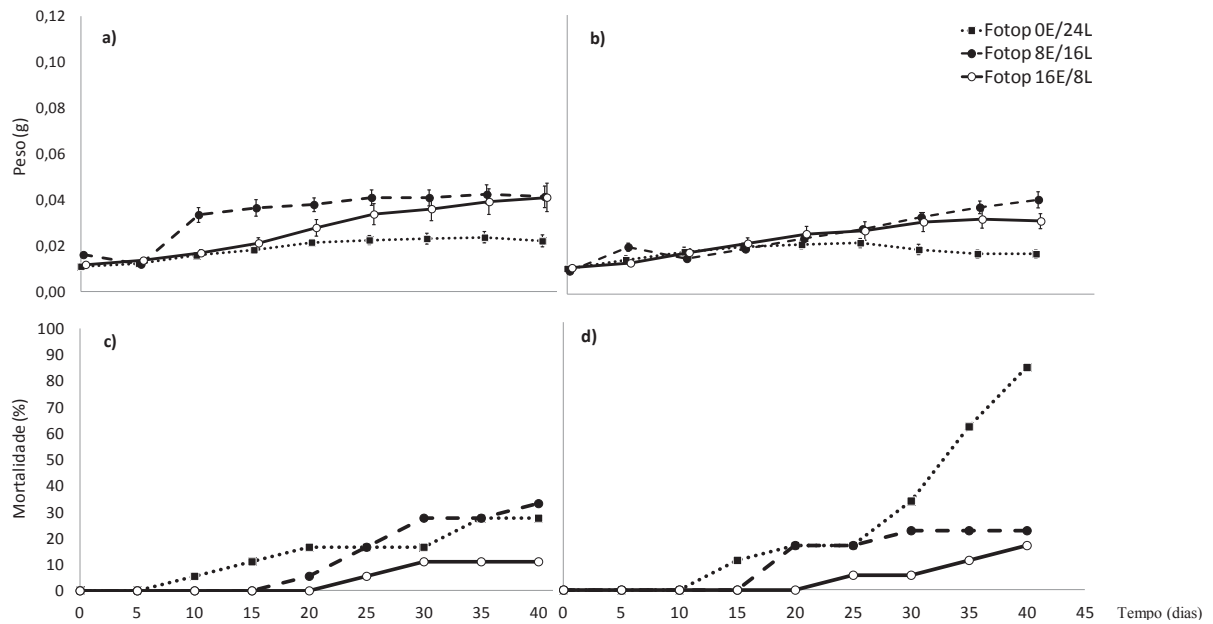 0,12
0,10
0,08
0,06
0,04
0,02
0,00
Peso (g)
a)
b)
Fotop 0E/24L
Fotop 8E/16L
Fotop 16E/8L
100
90
80
70
60
50
40
30
20
10
0
Mortalidade (%)
c)
d)
0 5 10 15 20 25 30 35 40
0 5 10 15 20 25 30 35 40 45
Tempo (dias)